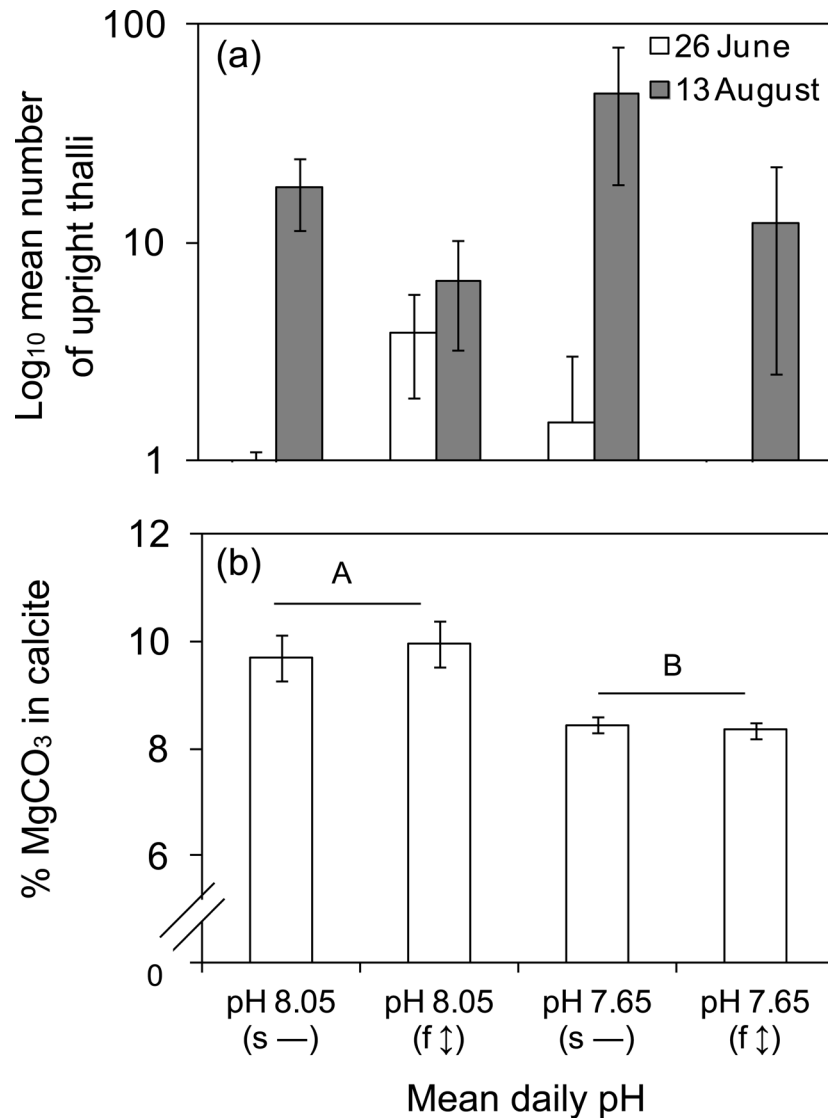 100
(a)
26 June
13 August
10
1
Log₁₀ mean number
of upright thalli
12
(b)
A
10
B
8
6
0
% MgCO₃ in calcite
pH 8.05
(s —)
pH 8.05
(f ↕)
pH 7.65
(s —)
pH 7.65
(f ↕)
Mean daily pH